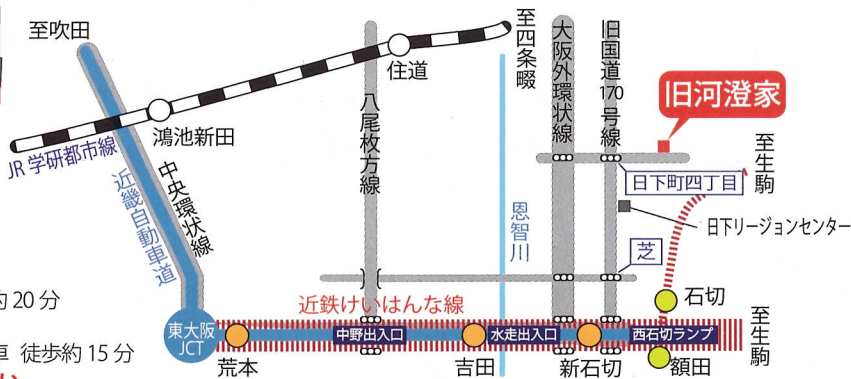 至吹田
住道
鴻池新田
JR学研都市線
近畿自動車道
中央環状線
八尾枚方線
至四条畷
大阪外環状線
旧国道170号線
旧河澄家
至生駒
日下町四丁目
日下リージョンセンター
恩智川
芝
石切
約20分
近鉄けいはんな線
東大阪
JCT
中野出入口
水走出入口
西石切ランプ
至生駒
車 徒歩約15分
荒本
吉田
新石切
額田